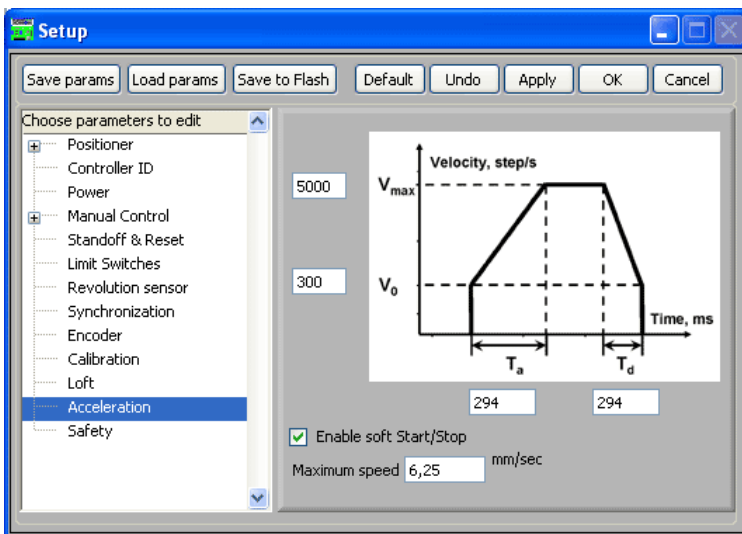 Setup
Save params Load params Save to Flash Default Undo Apply OK Cancel
Choose parameters to edit
Positioner
Controller ID
Power
Manual Control
Standoff & Reset
Limit Switches
Revolution sensor
Synchronization
Encoder
Calibration
Loft
Acceleration
Safety
Velocity, step/s
5000 Vmax
300 V0
Time, ms
Ta Td
294 294
Enable soft Start/Stop
Maximum speed 6,25 mm/sec